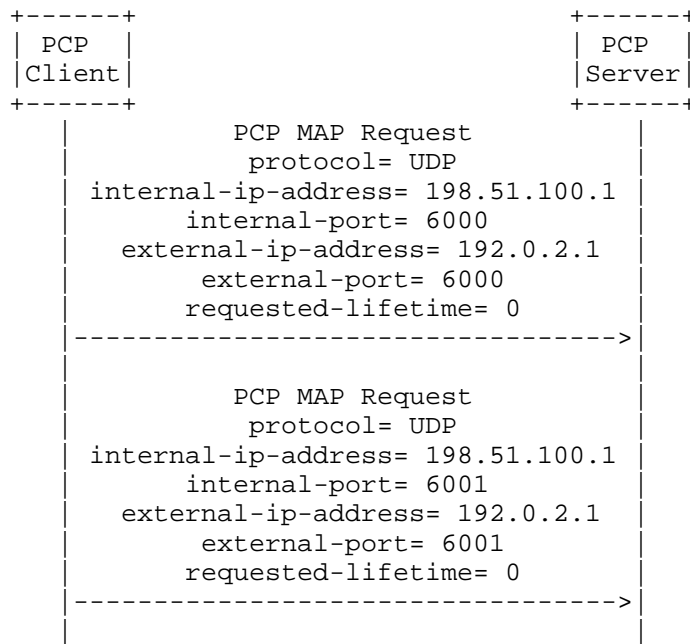 PCP PCP
Client Server
PCP MAP Request
protocol= UDP
internal-ip-address= 198.51.100.1
internal-port= 6000
external-ip-address= 192.0.2.1
external-port= 6000
requested-lifetime= 0
PCP MAP Request
protocol= UDP
internal-ip-address= 198.51.100.1
internal-port= 6001
external-ip-address= 192.0.2.1
external-port= 6001
requested-lifetime= 0